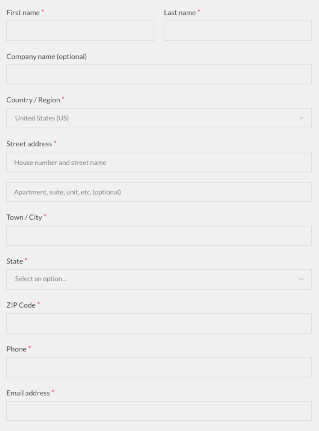 First name * Last name *
Company name (optional)
Country / Region *
United States (US)
Street address *
House number and street name
Apartment, suite, unit, etc. (optional)
Town / City *
State *
Select an option...
ZIP Code *
Phone *
Email address *